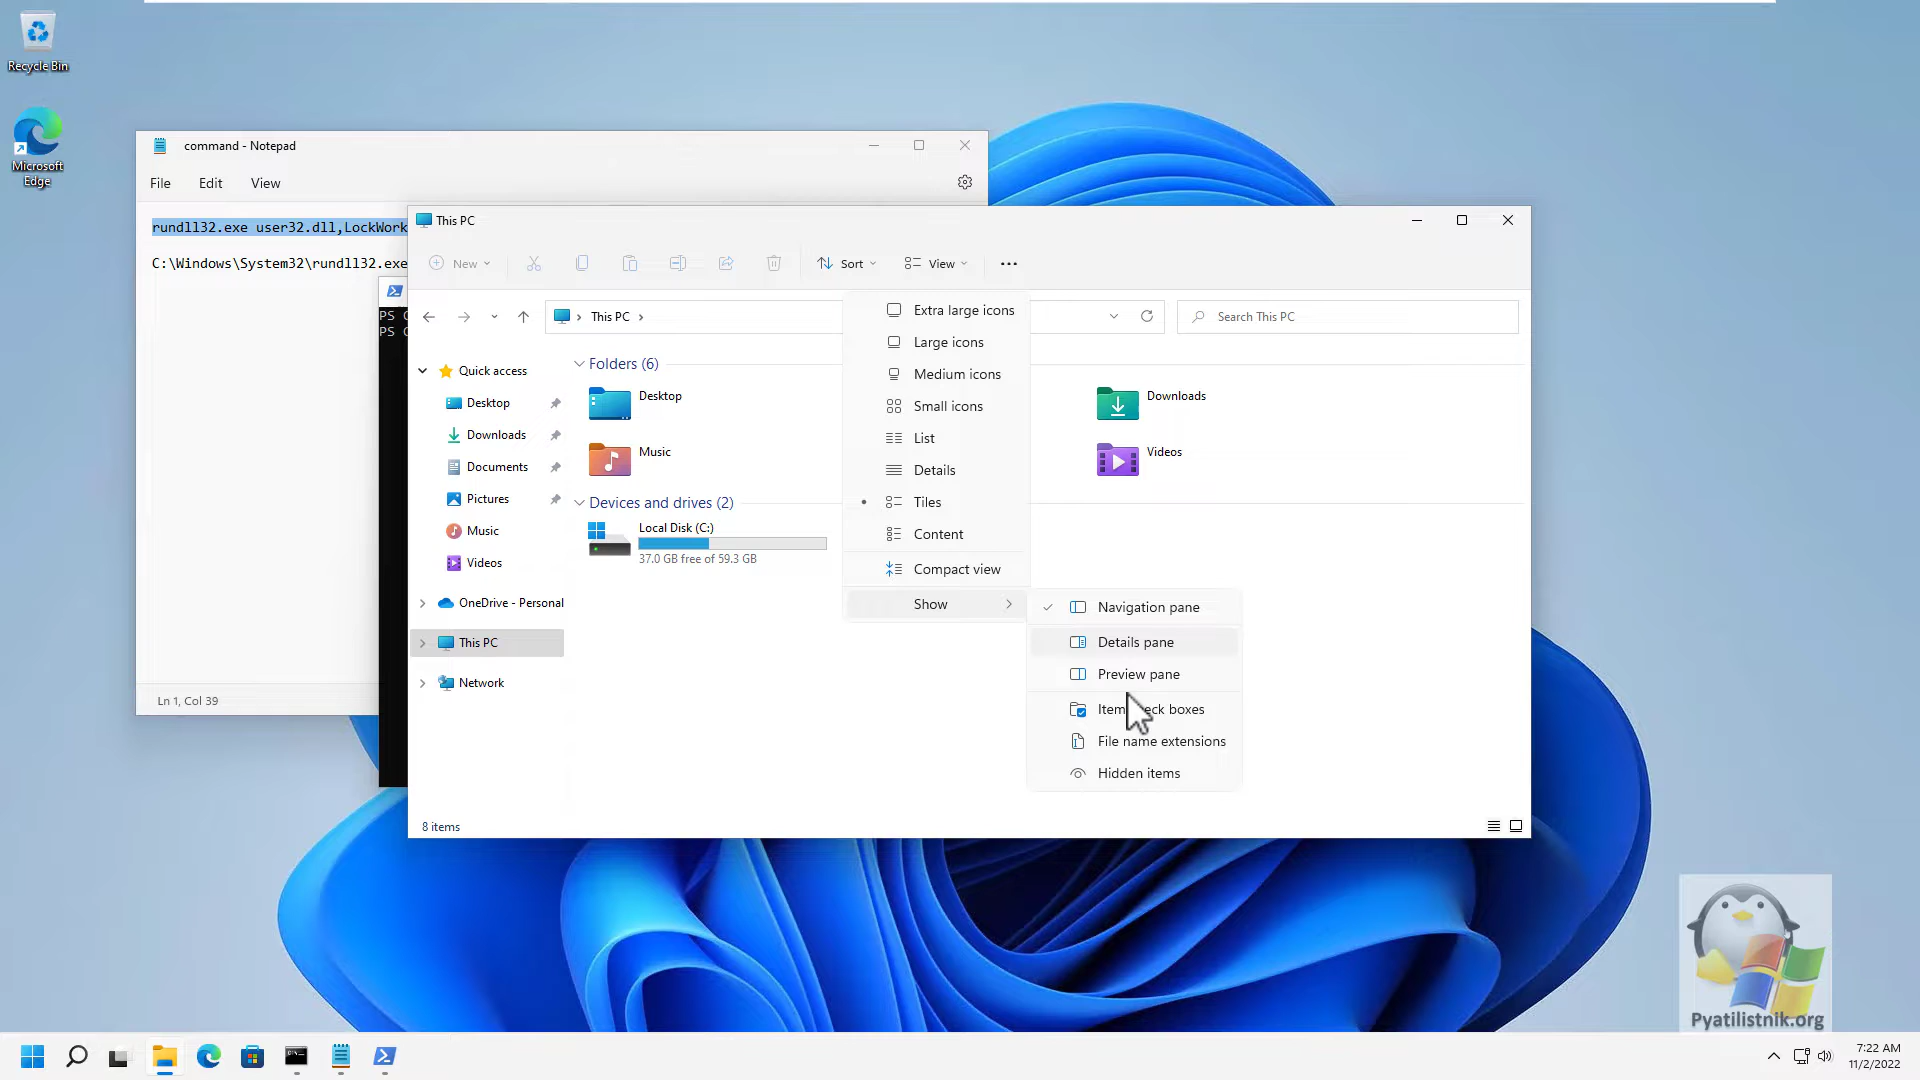 Recycle Bin
Microsoft
Edge
command - Notepad
File Edit View
rundll32.exe user32.dll,LockWork
C:\Windows\System32\rundll32.exe
Ln 1, Col 39
PS C
PS C
This PC
New Sort View
This PC
Search This PC
Quick access
Desktop
Downloads
Documents
Pictures
Music
Videos
OneDrive - Personal
This PC
Network
Folders (6)
Desktop
Downloads
Music
Videos
Devices and drives (2)
Local Disk (C:)
37.0 GB free of 59.3 GB
8 items
Extra large icons
Large icons
Medium icons
Small icons
List
Details
Tiles
Content
Compact view
Show
Navigation pane
Details pane
Preview pane
Item eck boxes
File name extensions
Hidden items
Pyatilistnik.org
7:22 AM
11/2/2022